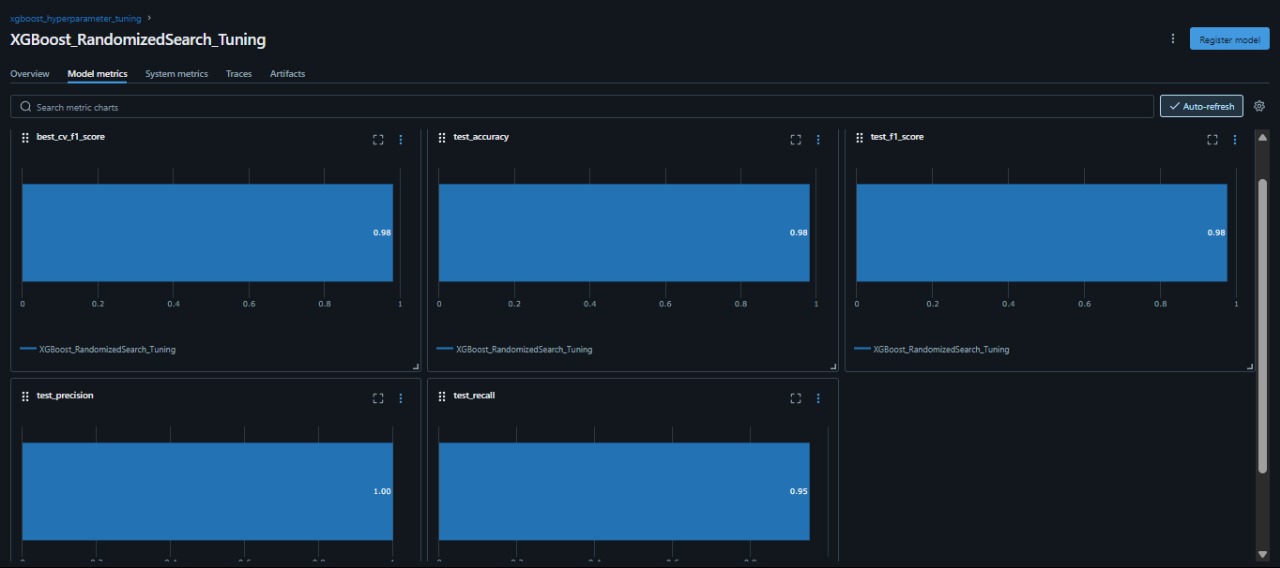 xgboost_hyperparameter_tuning ›
XGBoost_RandomizedSearch_Tuning
Register model
Overview Model metrics System metrics Traces Artifacts
Search metric charts
Auto-refresh
best_cv_f1_score
0.98
0 0.2 0.4 0.6 0.8 1
XGBoost_RandomizedSearch_Tuning
test_accuracy
0.98
0 0.2 0.4 0.6 0.8 1
XGBoost_RandomizedSearch_Tuning
test_f1_score
0.98
0 0.2 0.4 0.6 0.8 1
XGBoost_RandomizedSearch_Tuning
test_precision
1.00
test_recall
0.95